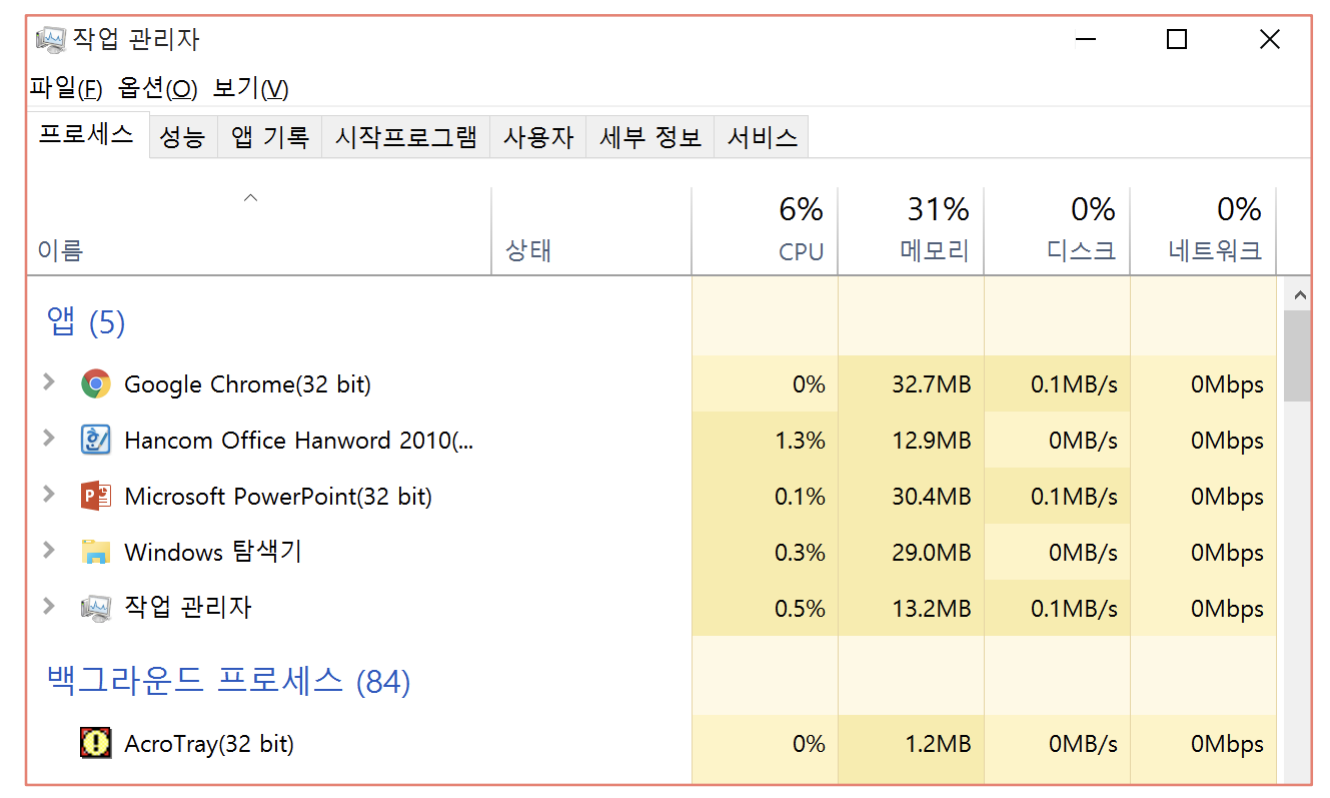 작업 관리자
파일(F) 옵션(O) 보기(V)
프로세스 성능 앱 기록 시작프로그램 사용자 세부 정보 서비스
6% 31% 0% 0%
이름 상태 CPU 메모리 디스크 네트워크
앱 (5)
Google Chrome(32 bit) 0% 32.7MB 0.1MB/s 0Mbps
Hancom Office Hanword 2010(... 1.3% 12.9MB 0MB/s 0Mbps
Microsoft PowerPoint(32 bit) 0.1% 30.4MB 0.1MB/s 0Mbps
Windows 탐색기 0.3% 29.0MB 0MB/s 0Mbps
작업 관리자 0.5% 13.2MB 0.1MB/s 0Mbps
백그라운드 프로세스 (84)
AcroTray(32 bit) 0% 1.2MB 0MB/s 0Mbps